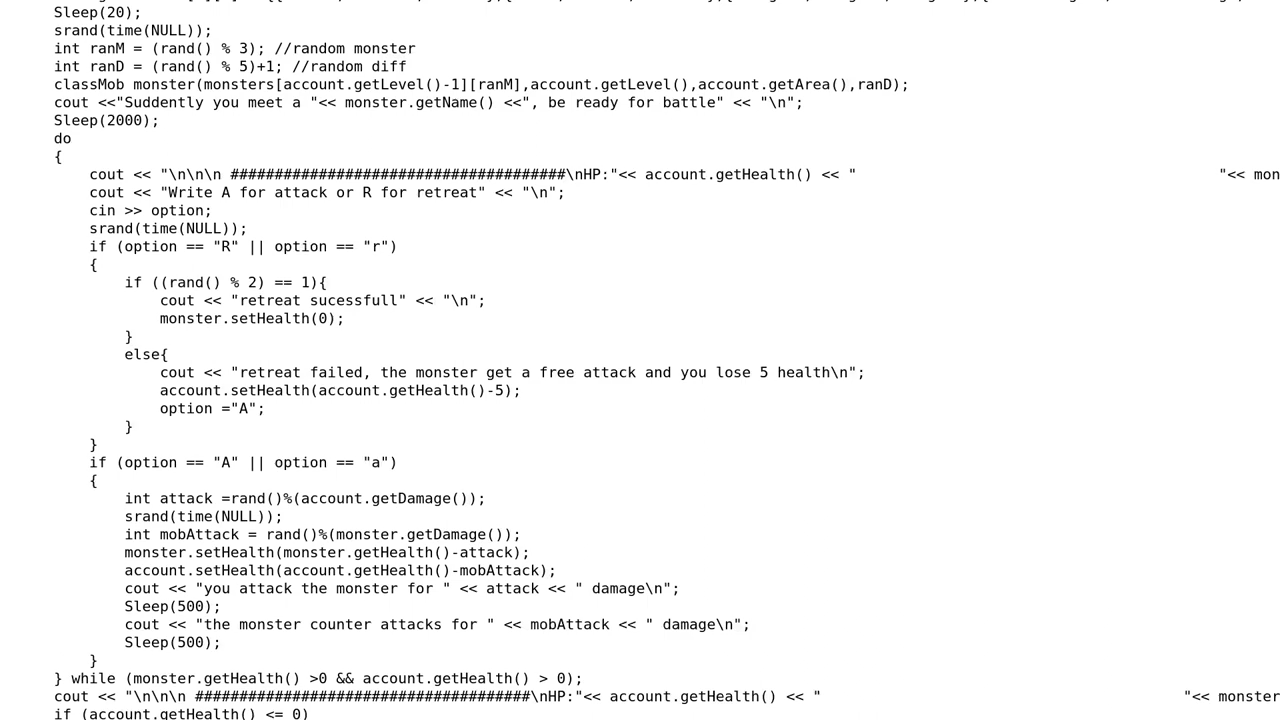 Sleep(20);
srand(time(NULL));
int ranM = (rand() % 3); //random monster
int ranD = (rand() % 5)+1; //random diff
classMob monster(monsters[account.getLevel()-1][ranM],account.getLevel(),account.getArea(),ranD);
cout <<"Suddently you meet a "<< monster.getName() <<", be ready for battle" << "\n";
Sleep(2000);
do
{
cout << "\n\n\n ######################################\nHP:"<< account.getHealth() << " "<< mon
cout << "Write A for attack or R for retreat" << "\n";
cin >> option;
srand(time(NULL));
if (option == "R" || option == "r")
{
if ((rand() % 2) == 1){
cout << "retreat sucessfull" << "\n";
monster.setHealth(0);
}
else{
cout << "retreat failed, the monster get a free attack and you lose 5 health\n";
account.setHealth(account.getHealth()-5);
option ="A";
}
}
if (option == "A" || option == "a")
{
int attack =rand()%(account.getDamage());
srand(time(NULL));
int mobAttack = rand()%(monster.getDamage());
monster.setHealth(monster.getHealth()-attack);
account.setHealth(account.getHealth()-mobAttack);
cout << "you attack the monster for " << attack << " damage\n";
Sleep(500);
cout << "the monster counter attacks for " << mobAttack << " damage\n";
Sleep(500);
}
} while (monster.getHealth() >0 && account.getHealth() > 0);
cout << "\n\n\n ######################################\nHP:"<< account.getHealth() << " "<< monster
if (account.getHealth() <= 0)